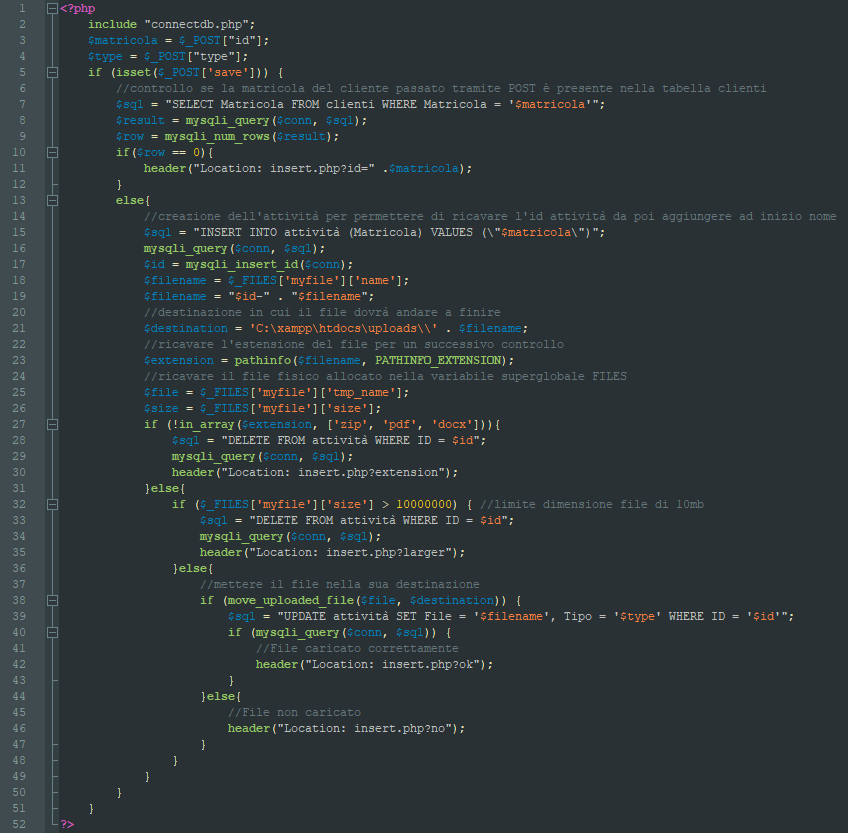 1 <?php
2 include "connectdb.php";
3 $matricola = $_POST["id"];
4 $type = $_POST["type"];
5 if (isset($_POST['save'])) {
6 //controllo se la matricola del cliente passato tramite POST è presente nella tabella clienti
7 $sql = "SELECT Matricola FROM clienti WHERE Matricola = '$matricola'";
8 $result = mysqli_query($conn, $sql);
9 $row = mysqli_num_rows($result);
10 if($row == 0){
11 header("Location: insert.php?id=" .$matricola);
12 }
13 else{
14 //creazione dell'attività per permettere di ricavare l'id attività da poi aggiungere ad inizio nome
15 $sql = "INSERT INTO attività (Matricola) VALUES (\"$matricola\")";
16 mysqli_query($conn, $sql);
17 $id = mysqli_insert_id($conn);
18 $filename = $_FILES['myfile']['name'];
19 $filename = "$id-" . "$filename";
20 //destinazione in cui il file dovrà andare a finire
21 $destination = 'C:\xampp\htdocs\uploads\\' . $filename;
22 //ricavare l'estensione del file per un successivo controllo
23 $extension = pathinfo($filename, PATHINFO_EXTENSION);
24 //ricavare il file fisico allocato nella variabile superglobale FILES
25 $file = $_FILES['myfile']['tmp_name'];
26 $size = $_FILES['myfile']['size'];
27 if (!in_array($extension, ['zip', 'pdf', 'docx'])){
28 $sql = "DELETE FROM attività WHERE ID = $id";
29 mysqli_query($conn, $sql);
30 header("Location: insert.php?extension");
31 }else{
32 if ($_FILES['myfile']['size'] > 10000000) { //limite dimensione file di 10mb
33 $sql = "DELETE FROM attività WHERE ID = $id";
34 mysqli_query($conn, $sql);
35 header("Location: insert.php?larger");
36 }else{
37 //mettere il file nella sua destinazione
38 if (move_uploaded_file($file, $destination)) {
39 $sql = "UPDATE attività SET File = '$filename', Tipo = '$type' WHERE ID = '$id'";
40 if (mysqli_query($conn, $sql)) {
41 //File caricato correttamente
42 header("Location: insert.php?ok");
43 }
44 }else{
45 //File non caricato
46 header("Location: insert.php?no");
47 }
48 }
49 }
50 }
51 }
52 ?>